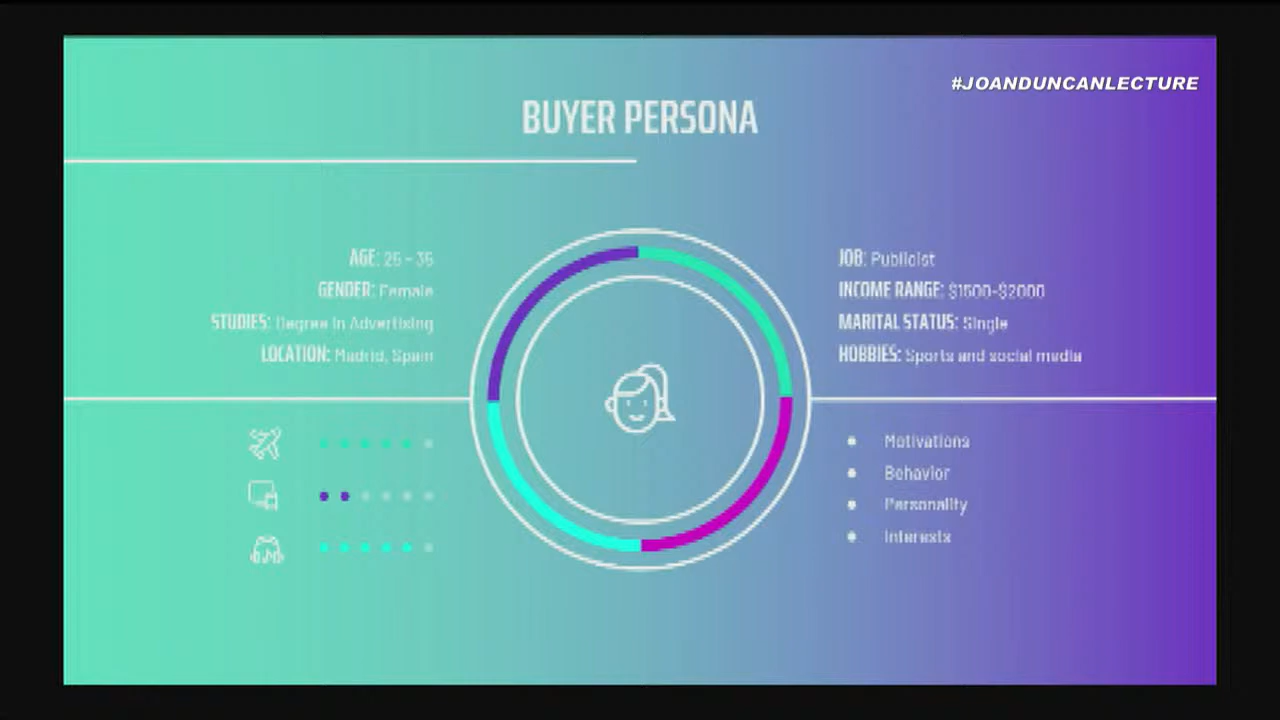 #JOANDUNCANLECTURE
BUYER PERSONA
AGE: 25 - 35
GENDER: Female
STUDIES: Degree in Advertising
LOCATION: Madrid, Spain
JOB: Publicist
INCOME RANGE: $1500-$2000
MARITAL STATUS: Single
HOBBIES: Sports and social media
Motivations
Behavior
Personality
Interests